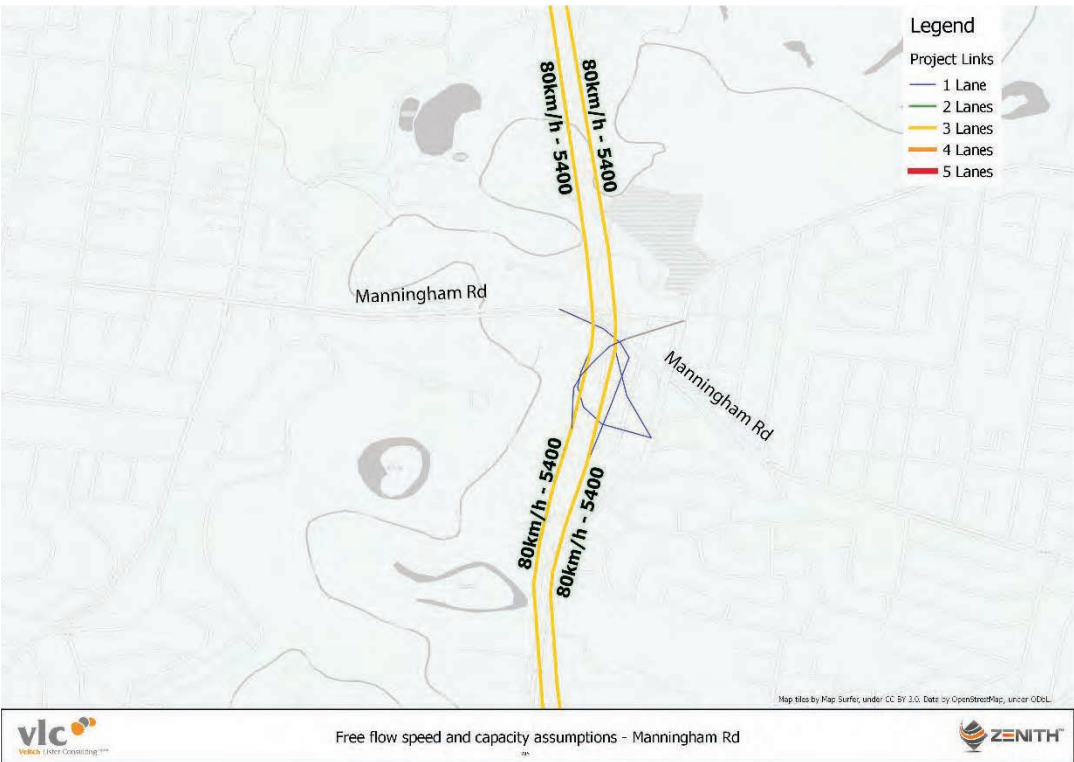 Legend
Project Links
1 Lane
2 Lanes
3 Lanes
4 Lanes
5 Lanes
80km/h - 5400
80km/h - 5400
Manningham Rd
Manningham Rd
80km/h - 5400
80km/h - 5400
Map tiles by Map Surfer, under CC BY 3.0. Data by OpenStreetMap, under ODbL.
vlc
Veitch Lister Consulting
Free flow speed and capacity assumptions - Manningham Rd
ZENITH